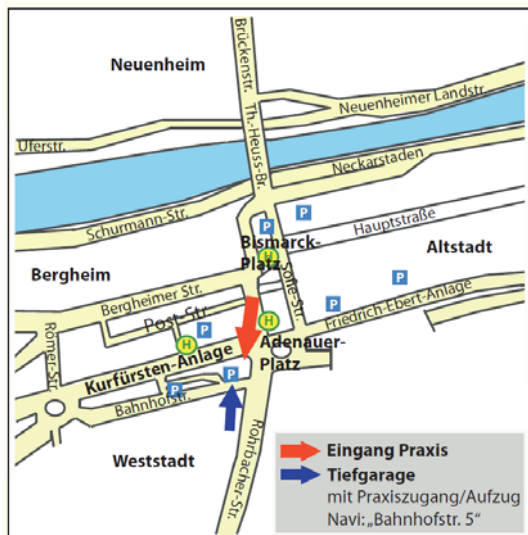 Neuenheim
Brückenstr.
Neuenheimer Landstr.
Uferstr.
Th.-Heuss-Br.
Neckarstaden
Schurmann-Str.
P
P
Hauptstraße
Bismarck-
Platz
H
Sofie-Str.
Altstadt
Bergheim
Bergheimer Str.
P
P
Friedrich-Ebert-Anlage
Post-Str.
P
H
Adenauer-
Platz
Römer-Str.
H
Kurfürsten-Anlage
P
P
Bahnhofstr.
Rohrbacher-Str.
Weststadt
Eingang Praxis
Tiefgarage
mit Praxiszugang/Aufzug
Navi: „Bahnhofstr. 5“